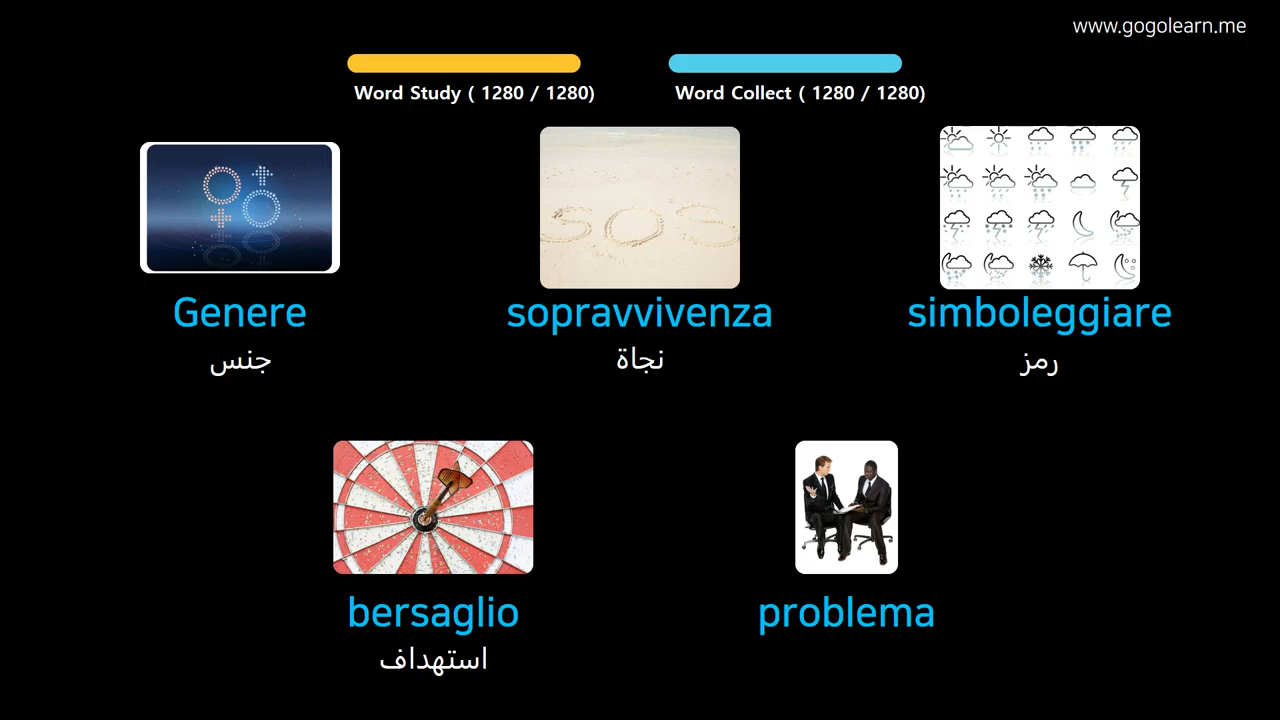 www.gogolearn.me
Word Study ( 1280 / 1280)
Word Collect ( 1280 / 1280)
SOS
Genere
جنس
sopravvivenza
نجاة
simboleggiare
رمز
bersaglio
استهداف
problema